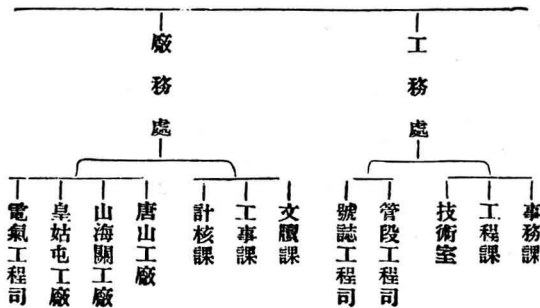 工務處
事務課
工程課
技術室
管段工程司
號誌工程司
廠務處
文牘課
工事課
計核課
唐山工廠
山海關工廠
皇姑屯工廠
電氣工程司